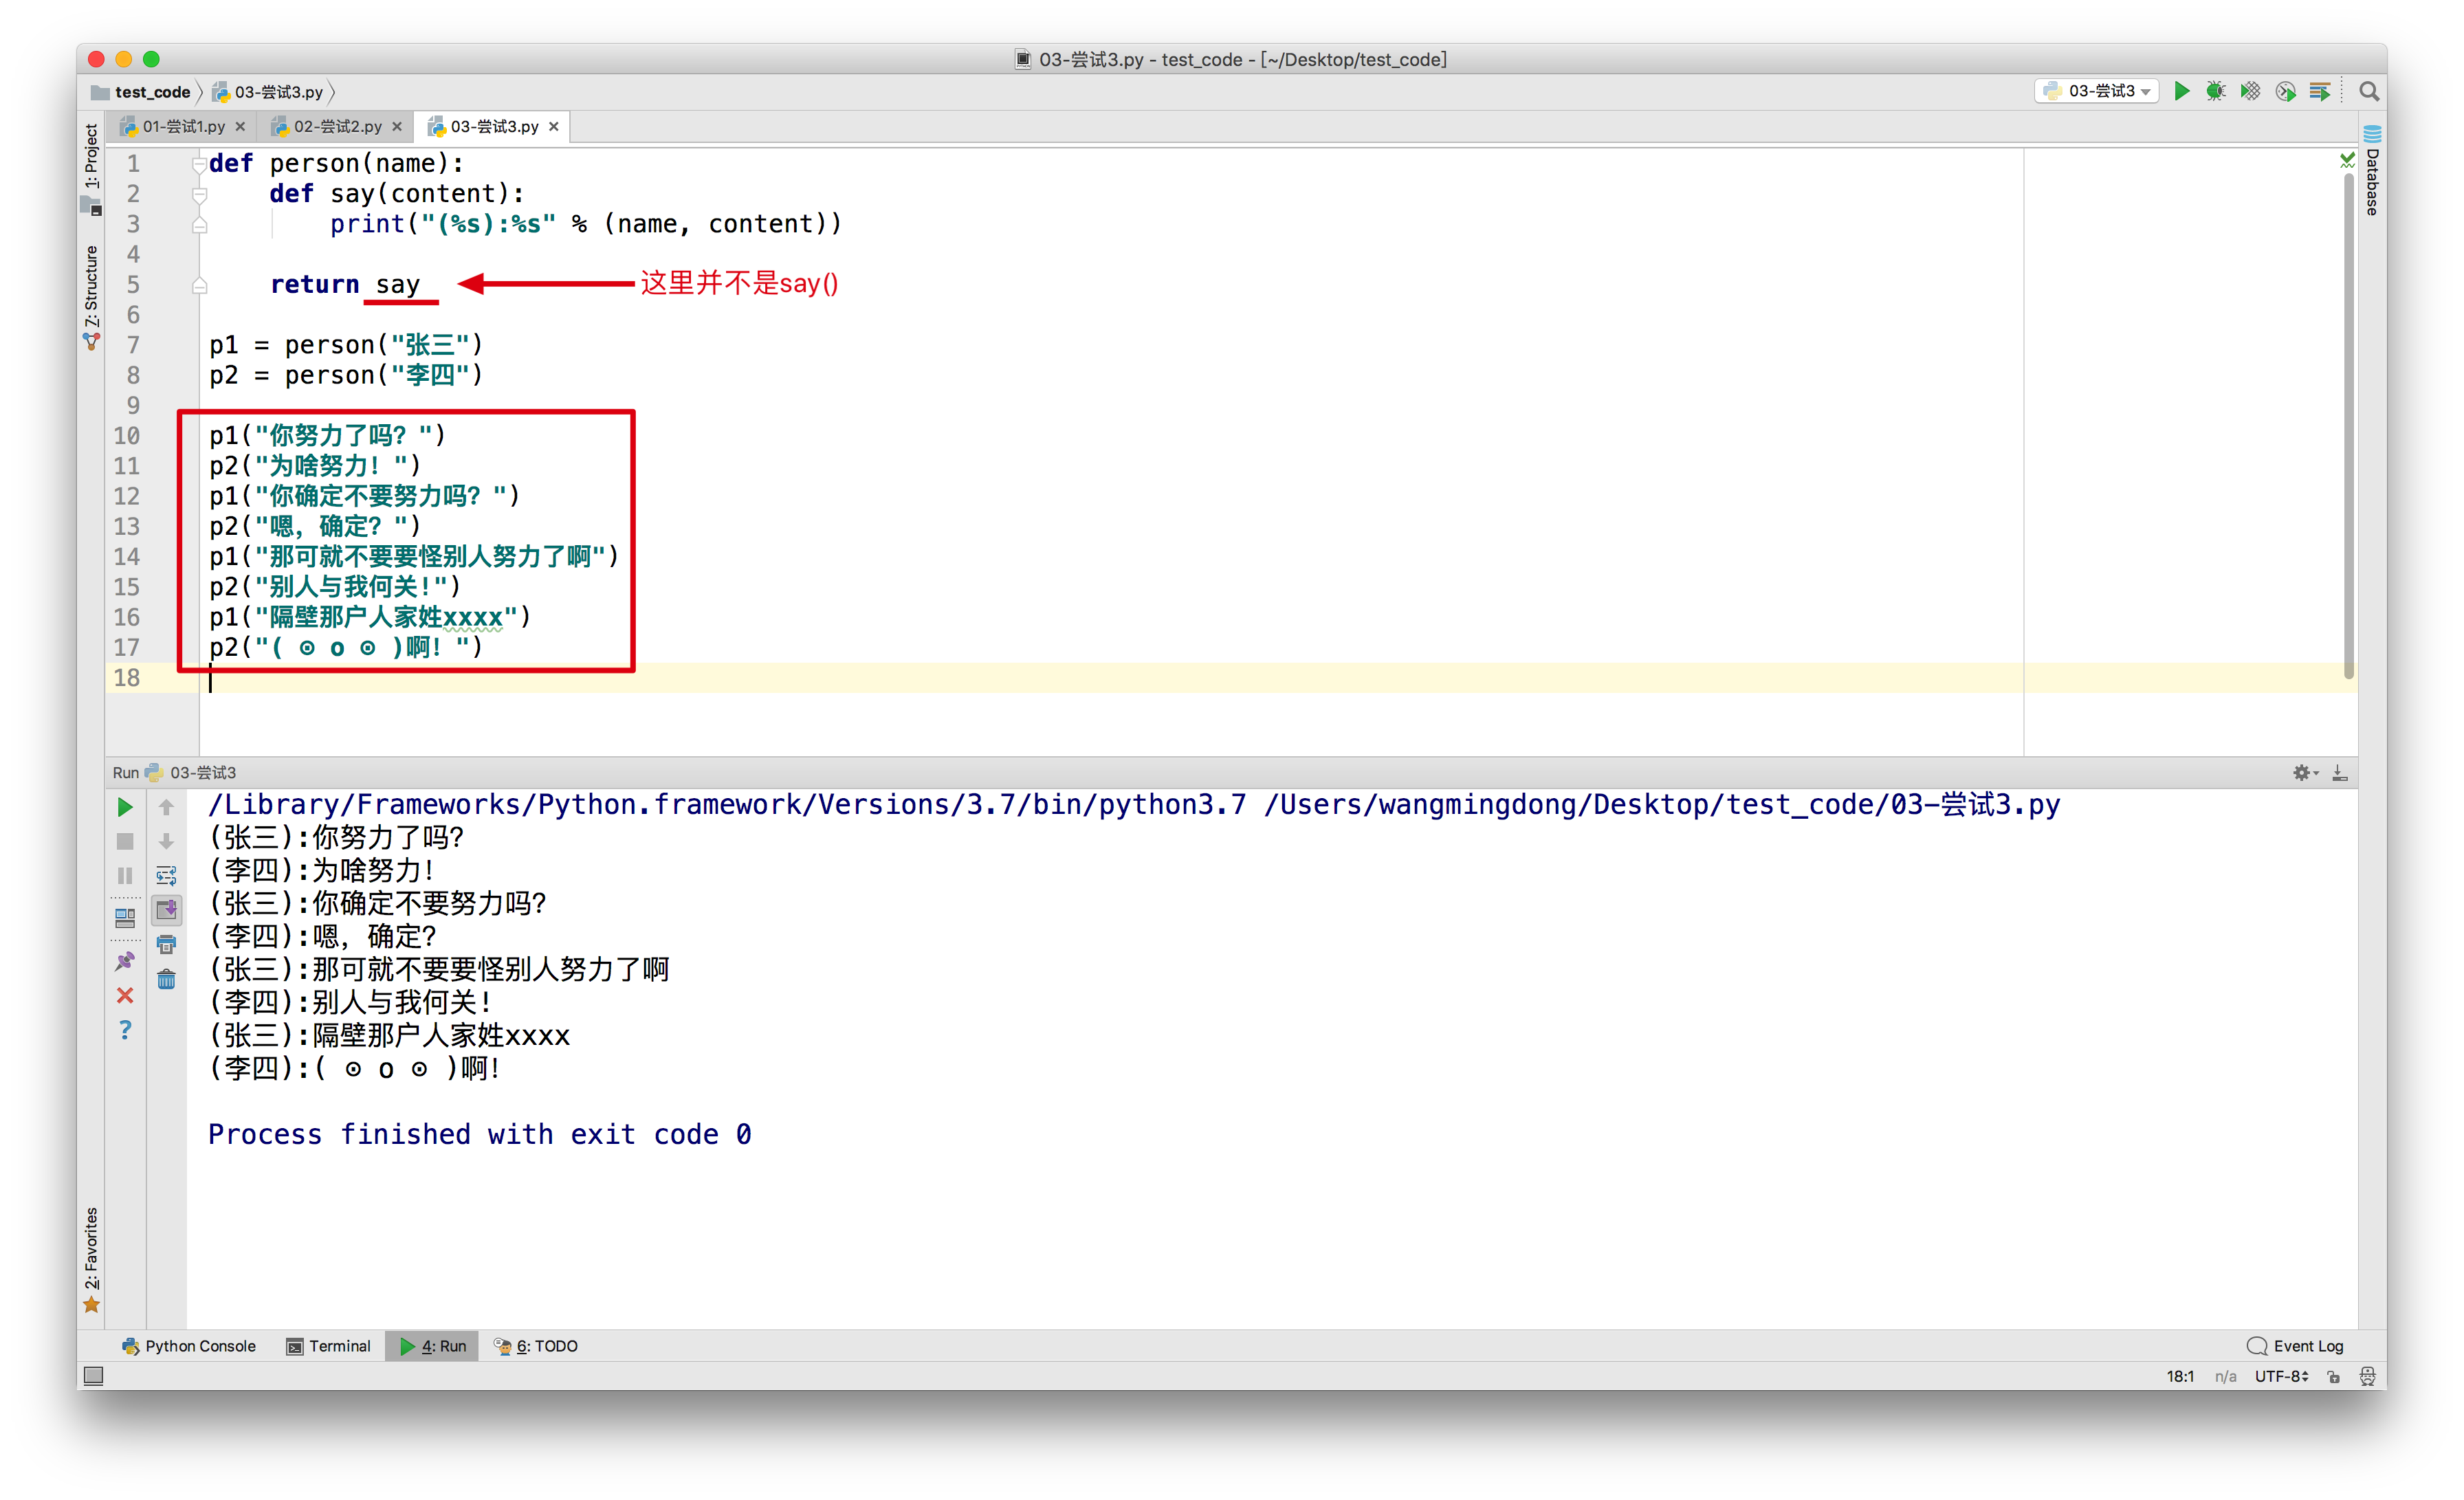 03-尝试3.py - test_code - [~/Desktop/test_code]
test_code 03-尝试3.py 03-尝试3
01-尝试1.py 02-尝试2.py 03-尝试3.py
1: Project
7: Structure
2: Favorites
Database
1 def person(name):
2 def say(content):
3 print("(%s):%s" % (name, content))
4
5 return say 这里并不是say()
6
7 p1 = person("张三")
8 p2 = person("李四")
9
10 p1("你努力了吗？")
11 p2("为啥努力！")
12 p1("你确定不要努力吗？")
13 p2("嗯，确定？")
14 p1("那可就不要要怪别人努力了啊")
15 p2("别人与我何关!")
16 p1("隔壁那户人家姓xxxx")
17 p2("( ⊙ o ⊙ )啊！")
18
Run 03-尝试3
/Library/Frameworks/Python.framework/Versions/3.7/bin/python3.7 /Users/wangmingdong/Desktop/test_code/03-尝试3.py
(张三):你努力了吗？
(李四):为啥努力！
(张三):你确定不要努力吗？
(李四):嗯，确定？
(张三):那可就不要要怪别人努力了啊
(李四):别人与我何关!
(张三):隔壁那户人家姓xxxx
(李四):( ⊙ o ⊙ )啊！
Process finished with exit code 0
Python Console Terminal 4: Run 6: TODO Event Log
18:1 n/a UTF-8